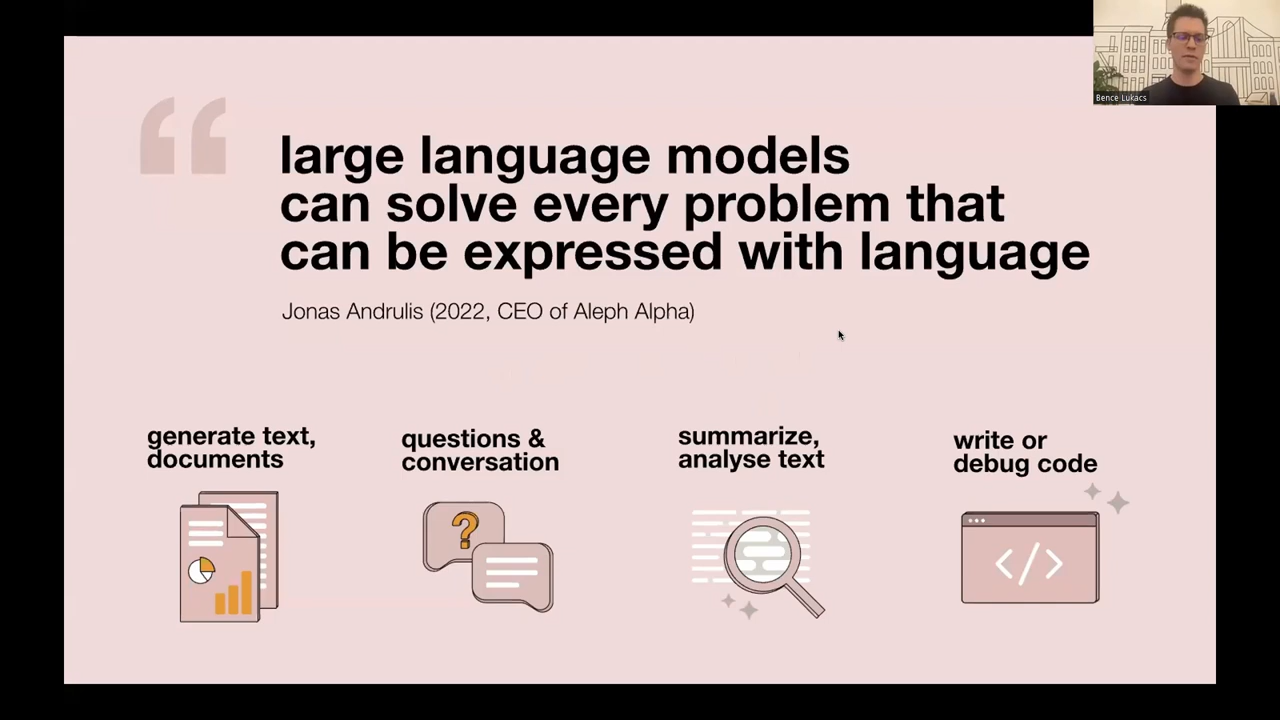 Bence Lukacs
“
large language models
can solve every problem that
can be expressed with language
Jonas Andrulis (2022, CEO of Aleph Alpha)
generate text,
documents
questions &
conversation
?
summarize,
analyse text
write or
debug code
</>